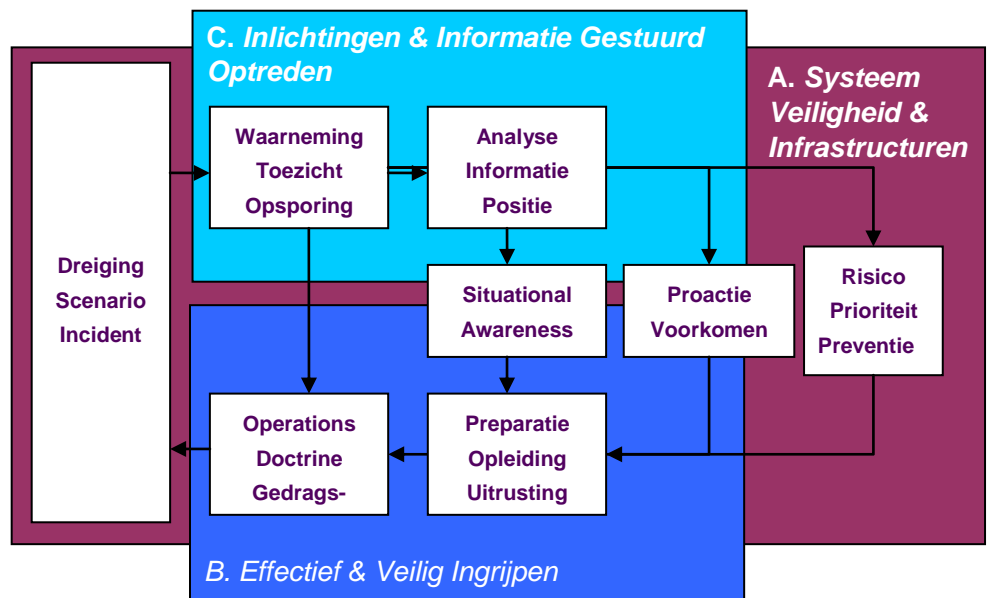 C. Inlichtingen & Informatie Gestuurd
Optreden
A. Systeem
Veiligheid &
Infrastructuren
Waarneming
Toezicht
Opsporing
Analyse
Informatie
Positie
Dreiging
Scenario
Incident
Situational
Awareness
Proactie
Voorkomen
Risico
Prioriteit
Preventie
Operations
Doctrine
Gedrags-
Preparatie
Opleiding
Uitrusting
B. Effectief & Veilig Ingrijpen